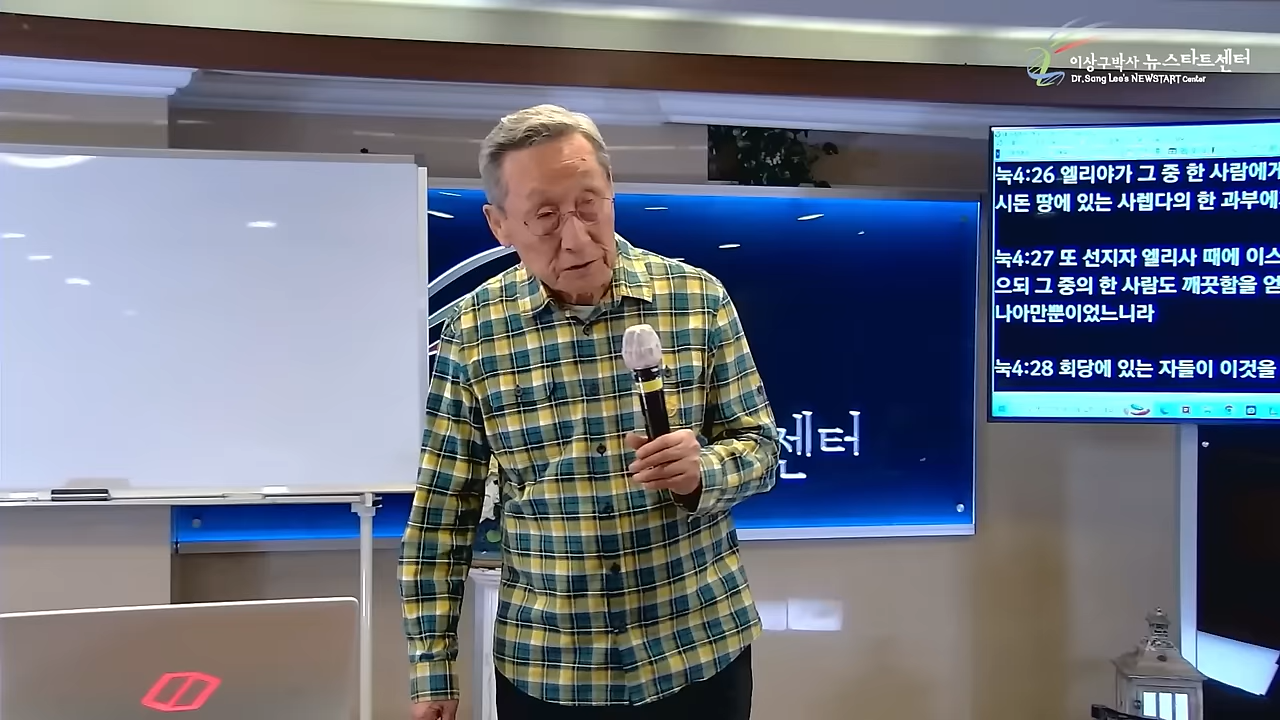 이상구박사 뉴스타트센터
Dr. Sang Lee's NEWSTART Center
눅4:26 엘리야가 그 중 한 사람에게
시돈 땅에 있는 사렙다의 한 과부에
눅4:27 또 선지자 엘리사 때에 이스
으되 그 중의 한 사람도 깨끗함을 얻
나아만뿐이었느니라
눅4:28 회당에 있는 자들이 이것을
센터